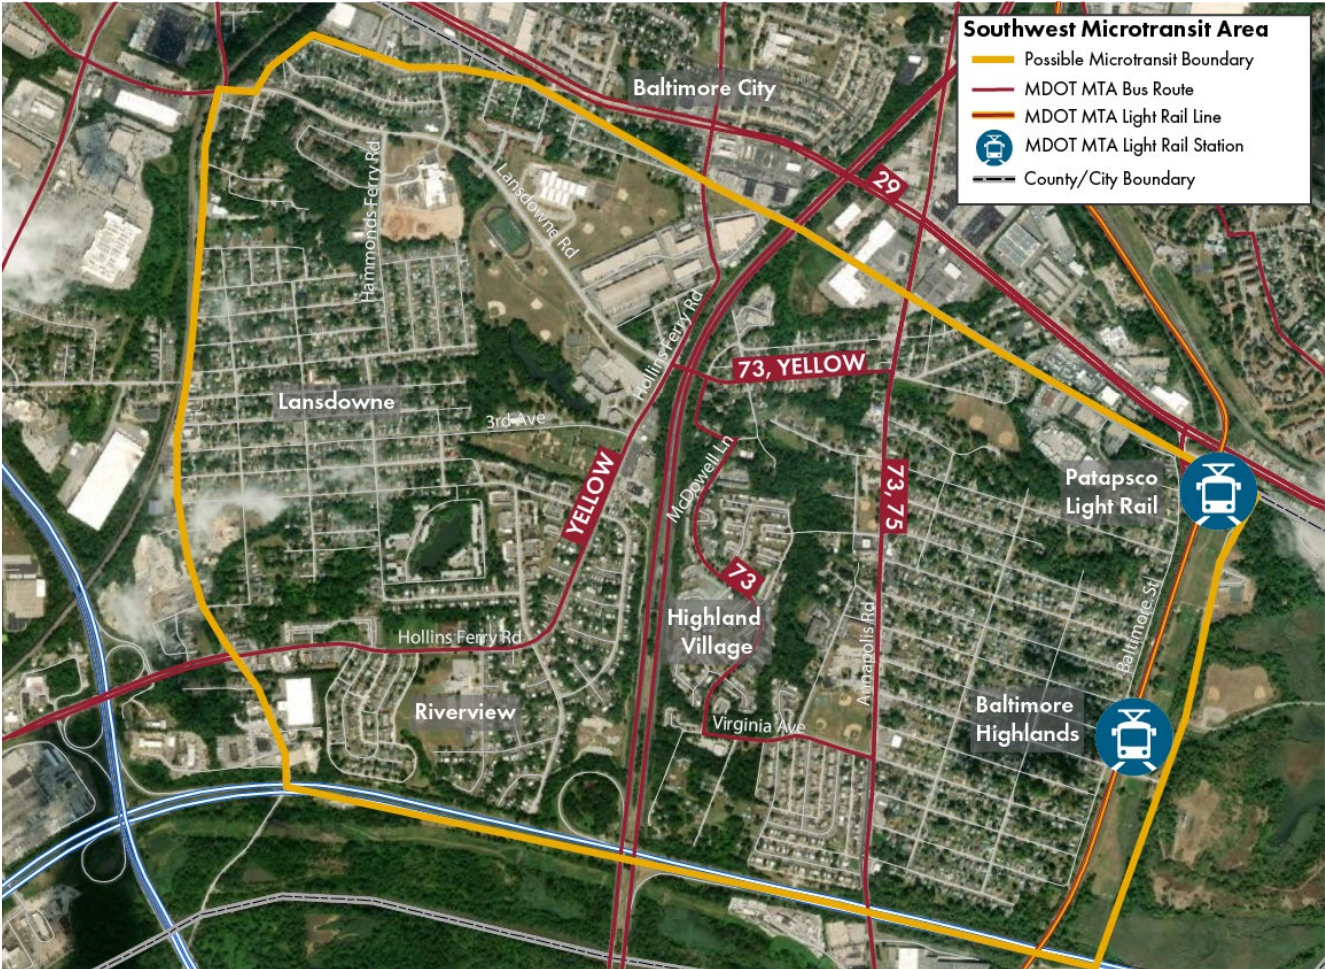 Southwest Microtransit Area
Possible Microtransit Boundary
MDOT MTA Bus Route
MDOT MTA Light Rail Line
MDOT MTA Light Rail Station
County/City Boundary
Baltimore City
29
Hammonds Ferry Rd
Lansdowne Rd
Hollins Ferry Rd
73, YELLOW
Lansdowne
3rd Ave
McDowell Ln
YELLOW
73, 75
Patapsco
Light Rail
73
Highland
Village
Hollins Ferry Rd
Annapolis Rd
Baltimore St
Riverview
Virginia Ave
Baltimore
Highlands